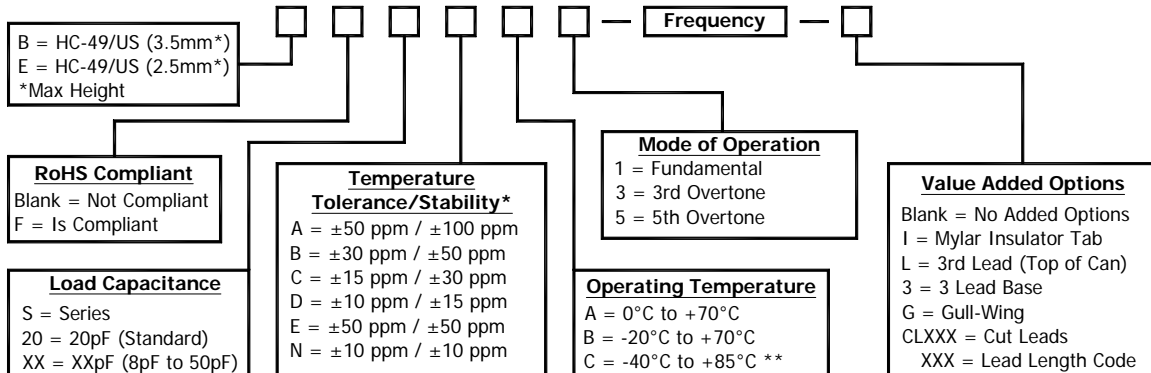 Frequency
B = HC-49/US (3.5mm*)
E = HC-49/US (2.5mm*)
*Max Height
RoHS Compliant
Blank = Not Compliant
F = Is Compliant
Load Capacitance
S = Series
20 = 20pF (Standard)
XX = XXpF (8pF to 50pF)
Temperature
Tolerance/Stability*
A = ±50 ppm / ±100 ppm
B = ±30 ppm / ±50 ppm
C = ±15 ppm / ±30 ppm
D = ±10 ppm / ±15 ppm
E = ±50 ppm / ±50 ppm
N = ±10 ppm / ±10 ppm
Mode of Operation
1 = Fundamental
3 = 3rd Overtone
5 = 5th Overtone
Operating Temperature
A = 0°C to +70°C
B = -20°C to +70°C
C = -40°C to +85°C **
Value Added Options
Blank = No Added Options
I = Mylar Insulator Tab
L = 3rd Lead (Top of Can)
3 = 3 Lead Base
G = Gull-Wing
CLXXX = Cut Leads
XXX = Lead Length Code